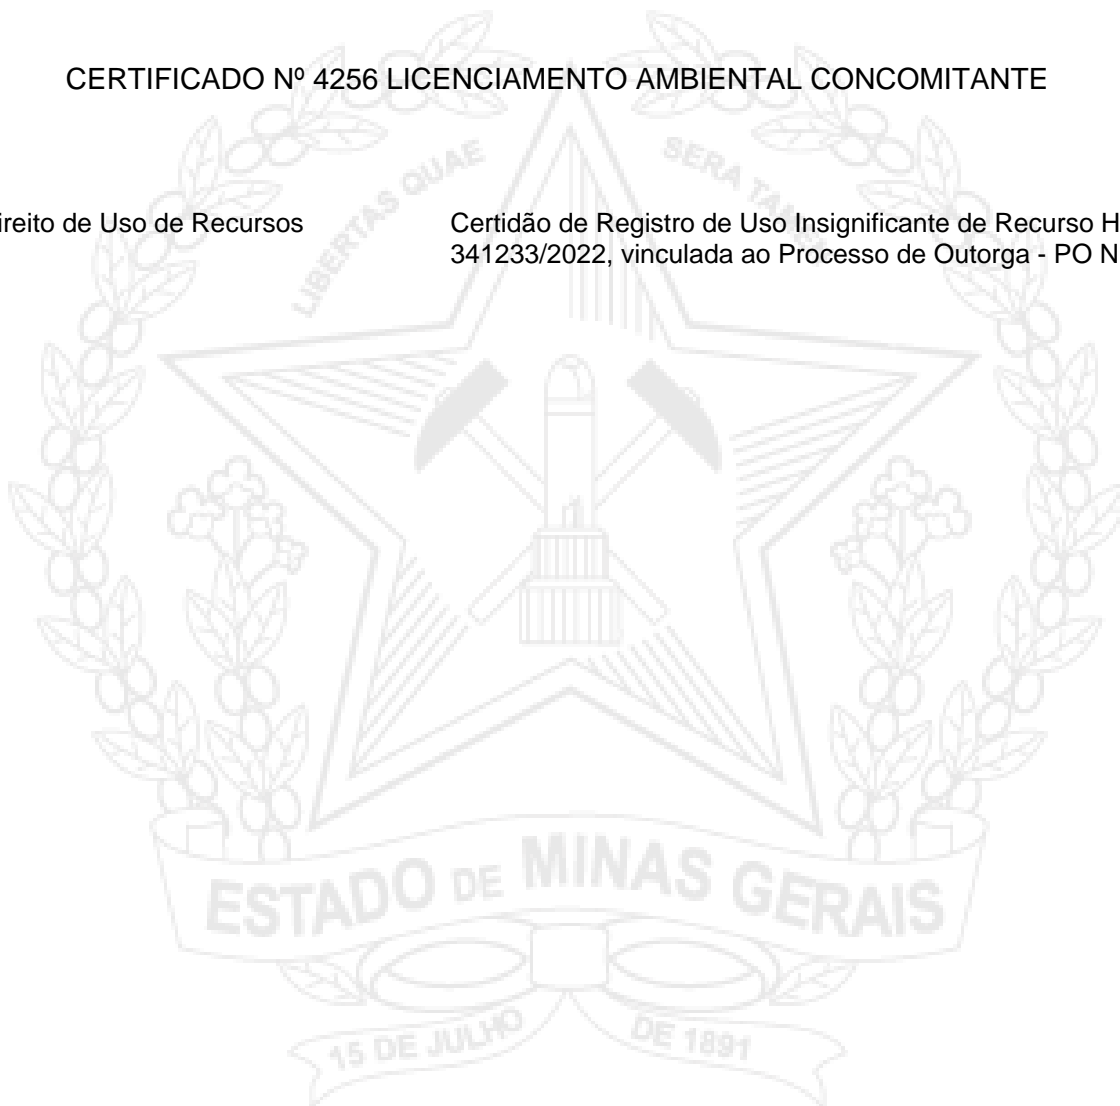 CERTIFICADO Nº 4256 LICENCIAMENTO AMBIENTAL CONCOMITANTE
LIBERTAS QUAE SERA
ireito de Uso de Recursos
Certidão de Registro de Uso Insignificante de Recurso H
341233/2022, vinculada ao Processo de Outorga - PO N
ESTADO DE MINAS GERAIS
15 DE JULHO DE 1891